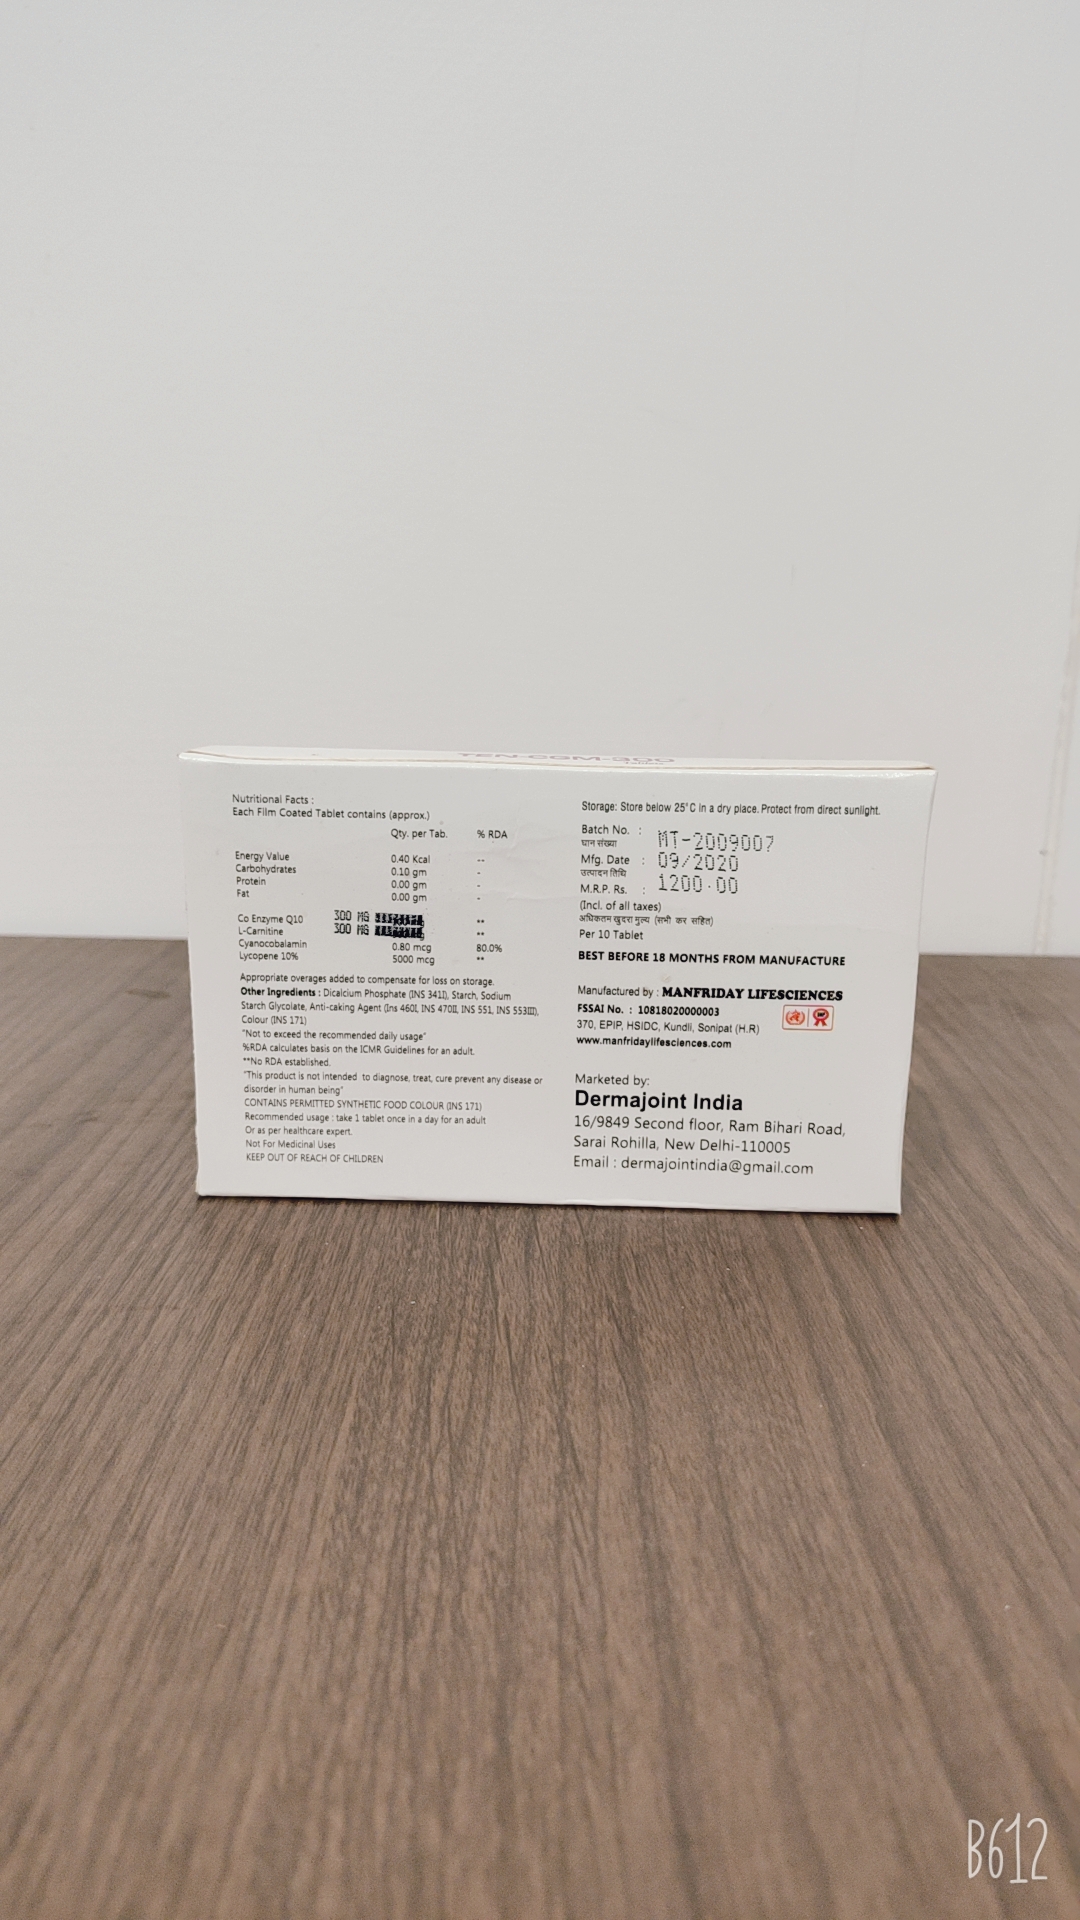 TEN-COM-300
Nutritional Facts :
Each Film Coated Tablet contains (approx.)
Qty. per Tab. % RDA
Energy Value 0.40 Kcal --
Carbohydrates 0.10 gm -
Protein 0.00 gm -
Fat 0.00 gm -
Co Enzyme Q10 300 MG **
L-Carnitine 300 MG **
Cyanocobalamin 0.80 mcg 80.0%
Lycopene 10% 5000 mcg **
Appropriate overages added to compensate for loss on storage.
Other Ingredients : Dicalcium Phosphate (INS 341I), Starch, Sodium
Starch Glycolate, Anti-caking Agent (Ins 460I, INS 470II, INS 551, INS 553III),
Colour (INS 171)
"Not to exceed the recommended daily usage"
%RDA calculates basis on the ICMR Guidelines for an adult.
**No RDA established.
"This product is not intended to diagnose, treat, cure prevent any disease or
disorder in human being"
CONTAINS PERMITTED SYNTHETIC FOOD COLOUR (INS 171)
Recommended usage : take 1 tablet once in a day for an adult
Or as per healthcare expert.
Not For Medicinal Uses
KEEP OUT OF REACH OF CHILDREN
Storage: Store below 25°C in a dry place. Protect from direct sunlight.
Batch No. : MT-2009007
घान संख्या
Mfg. Date : 09/2020
उत्पादन तिथि
M.R.P. Rs. : 1200.00
(Incl. of all taxes)
अधिकतम खुदरा मुल्य (सभी कर सहित)
Per 10 Tablet
BEST BEFORE 18 MONTHS FROM MANUFACTURE
Manufactured by : MANFRIDAY LIFESCIENCES
FSSAI No. : 10818020000003
370, EPIP, HSIDC, Kundli, Sonipat (H.R)
www.manfridaylifesciences.com
Marketed by:
Dermajoint India
16/9849 Second floor, Ram Bihari Road,
Sarai Rohilla, New Delhi-110005
Email : dermajointindia@gmail.com
B612